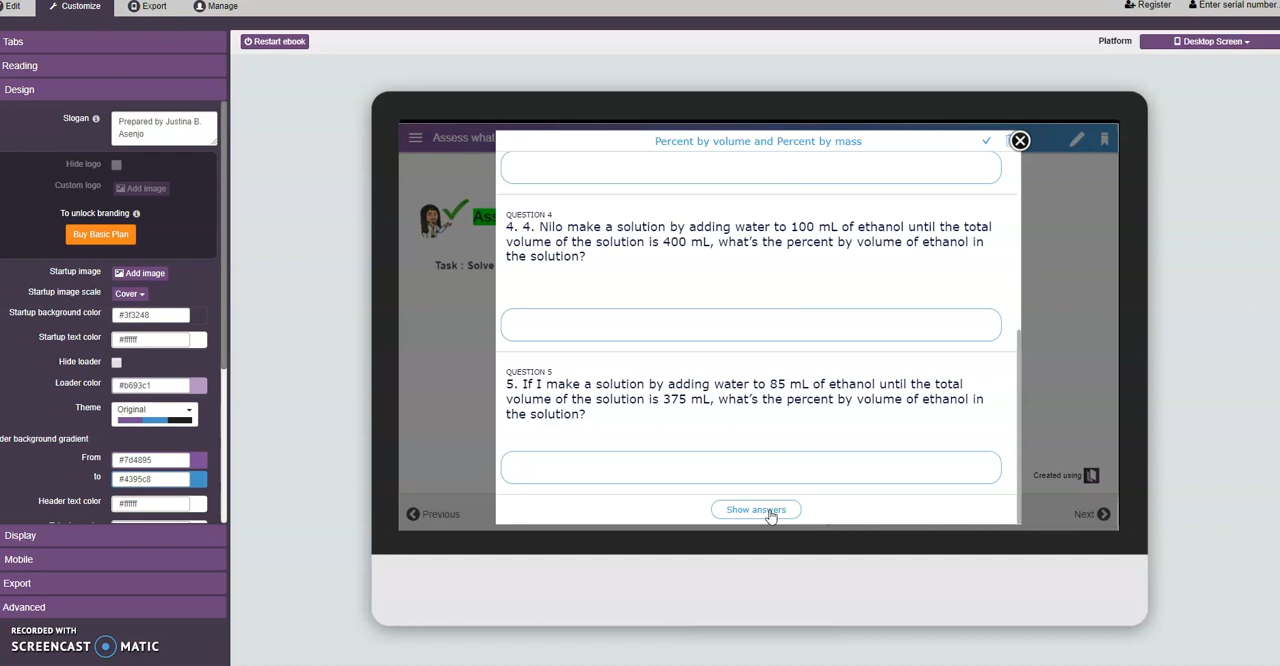 Edit
Customize
Export
Manage
Register
Enter serial number.
Tabs
Restart ebook
Platform
Desktop Screen
Reading
Design
Slogan
Prepared by Justina B.
Asenjo
Hide logo
Custom logo
Add image
To unlock branding
Buy Basic Plan
Startup image
Add image
Startup image scale
Cover
Startup background color
#3f3248
Startup text color
#ffffff
Hide loader
Loader color
#b693c1
Theme
Original
der background gradient
From
#7d4895
to
#4395c8
Header text color
#ffffff
Display
Mobile
Export
Advanced
RECORDED WITH
SCREENCAST MATIC
Assess what
Percent by volume and Percent by mass
Ass
Task : Solve
QUESTION 4
4. 4. Nilo make a solution by adding water to 100 mL of ethanol until the total
volume of the solution is 400 mL, what's the percent by volume of ethanol in
the solution?
QUESTION 5
5. If I make a solution by adding water to 85 mL of ethanol until the total
volume of the solution is 375 mL, what's the percent by volume of ethanol in
the solution?
Show answers
Created using
Previous
Next